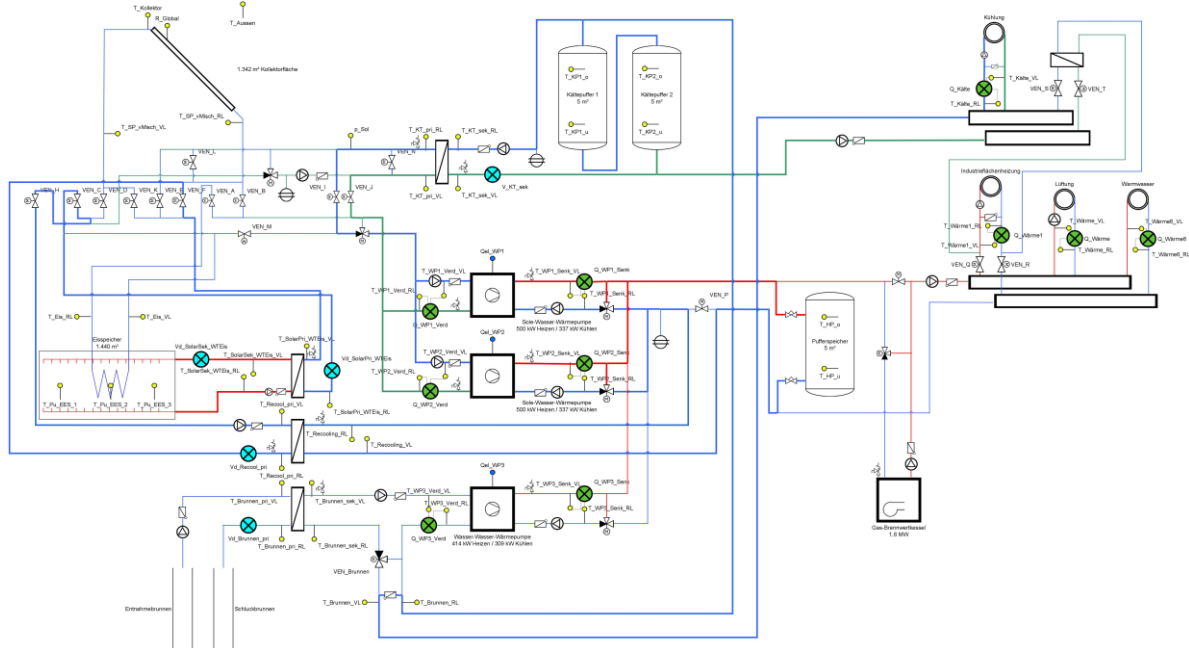 T_Kollektor
R_Global
T_Aussen
1.342 m² Kollektorfläche
Kühlung
T_SP_vMisch_RL
T_SP_vMisch_VL
T_KP1_o
T_KP2_o
Kältepuffer 1
5 m³
Kältepuffer 2
5 m³
T_KP1_u
T_KP2_u
T_Kälte_VL
Q_Kälte
T_Kälte_RL
VEN_S
VEN_T
p_Sol
T_KT_pri_RL
T_KT_sek_RL
VEN_L
VEN_N
T_KT_pri_VL
T_KT_sek_VL
V_KT_sek
VEN_H
VEN_C
VEN_D
VEN_K
VEN_E
VEN_F
VEN_A
VEN_B
VEN_I
VEN_J
VEN_M
Industrieflächenheizung
Lüftung
Warmwasser
T_Wärme1_RL
Q_Wärme1
T_Wärme1_VL
T_Wärme_VL
Q_Wärme
T_Wärme_RL
T_Wärme8_VL
Q_Wärme8
T_Wärme8_RL
VEN_Q
VEN_R
Qel_WP1
T_WP1_Verd_VL
T_WP1_Senk_VL
Q_WP1_Senk
T_WP1_Verd_RL
T_WP1_Senk_RL
Q_WP1_Verd
Sole-Wasser-Wärmepumpe
500 kW Heizen / 337 kW Kühlen
VEN_P
Qel_WP2
T_WP2_Verd_VL
T_WP2_Senk_VL
Q_WP2_Senk
T_WP2_Verd_RL
T_WP2_Senk_RL
Q_WP2_Verd
Sole-Wasser-Wärmepumpe
500 kW Heizen / 337 kW Kühlen
T_HP_o
Pufferspeicher
5 m³
T_HP_u
T_Eis_RL
T_Eis_VL
Eisspeicher
1.440 m³
Vd_SolarSek_WTEis
T_SolarSek_WTEis_VL
T_SolarPri_WTEis_VL
Vd_SolarPri_WTEis
T_SolarSek_WTEis_RL
T_SolarPri_WTEis_RL
T_Pu_EES_1
T_Pu_EES_2
T_Pu_EES_3
T_Recool_pri_VL
T_Recooling_RL
T_Recooling_VL
Vd_Recool_pri
T_Recool_pri_RL
T_Brunnen_pri_VL
T_Brunnen_sek_VL
Vd_Brunnen_pri
T_Brunnen_pri_RL
T_Brunnen_sek_RL
Qel_WP3
T_WP3_Verd_VL
T_WP3_Senk_VL
Q_WP3_Senk
T_WP3_Verd_RL
T_WP3_Senk_RL
Q_WP3_Verd
Wasser-Wasser-Wärmepumpe
414 kW Heizen / 309 kW Kühlen
VEN_Brunnen
T_Brunnen_VL
T_Brunnen_RL
Entnahmebrunnen
Schluckbrunnen
Gas-Brennwertkessel
1,6 MW